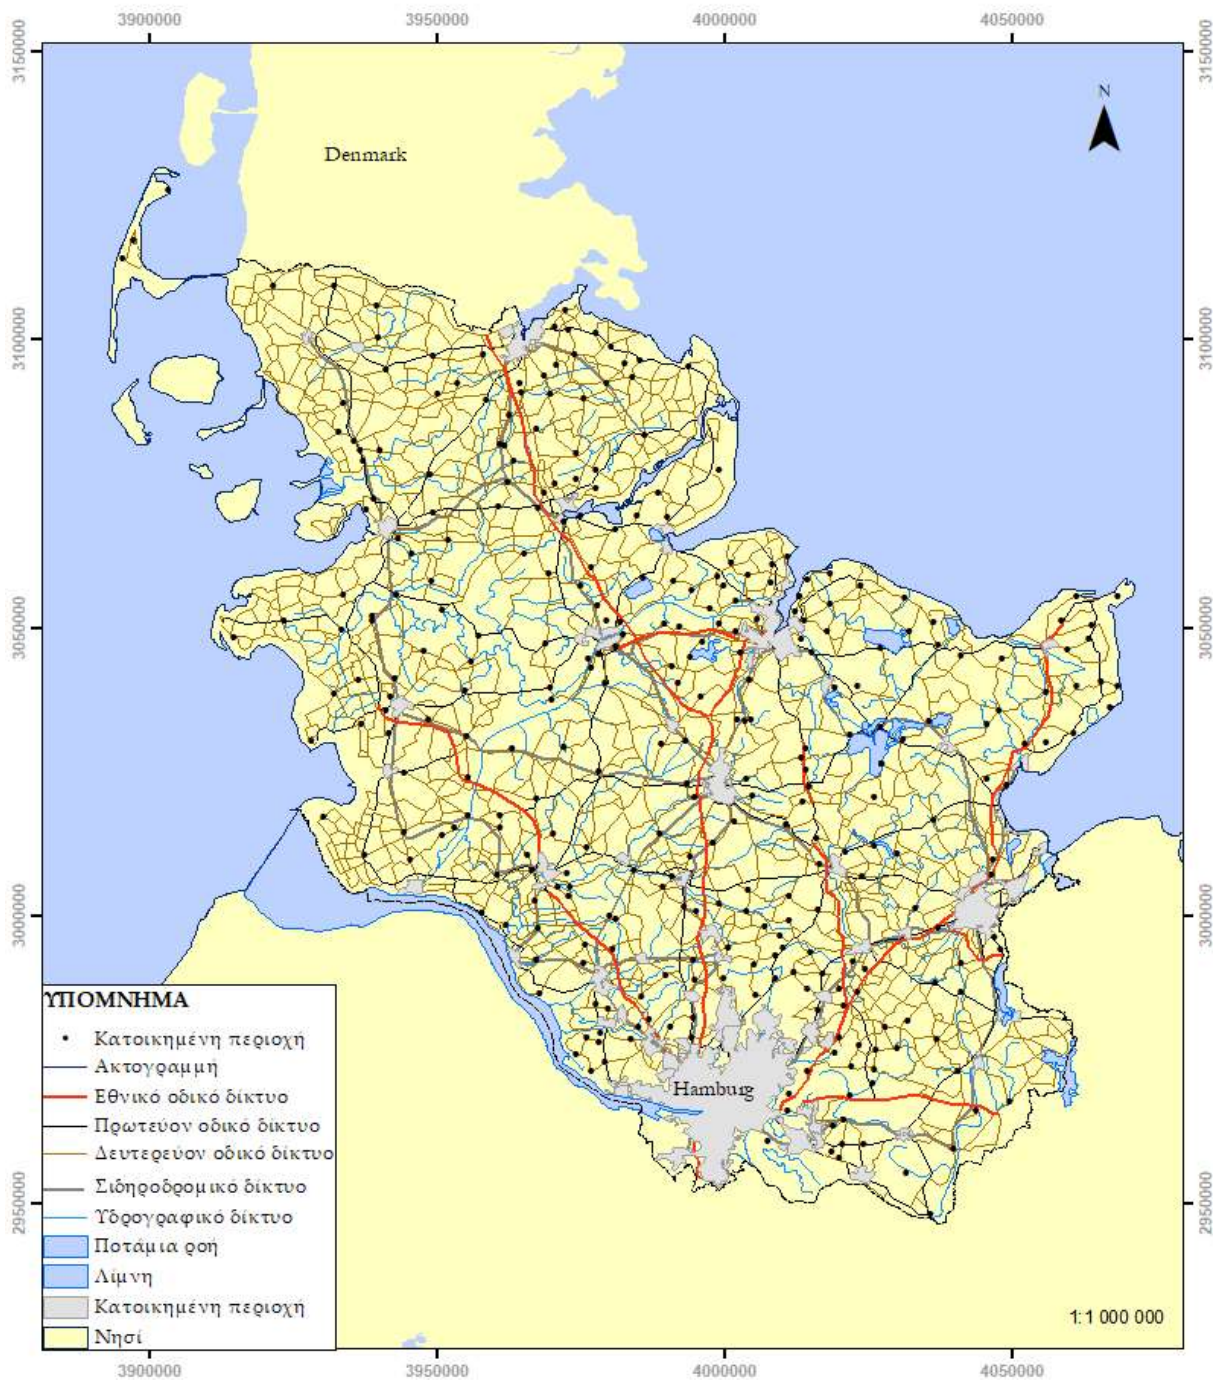 3900000 3950000 4000000 4050000
3150000 3150000
N
Denmark
3100000 3100000
3050000 3050000
3000000 3000000
ΥΠΟΜΝΗΜΑ
Κατοικημένη περιοχή
Ακτογραμμή
Εθνικό οδικό δίκτυο
Hamburg
Πρωτεύον οδικό δίκτυο
Δευτερεύον οδικό δίκτυο
Σιδηροδρομικό δίκτυο
2950000 2950000
Υδρογραφικό δίκτυο
Ποτάμια ροή
Λίμνη
Κατοικημένη περιοχή
1:1 000 000
Νησί
3900000 3950000 4000000 4050000